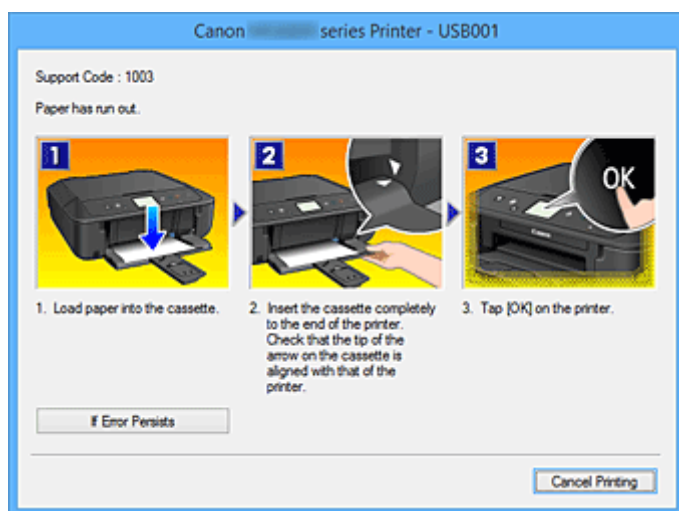 Canon series Printer - USB001
Support Code : 1003
Paper has run out.
1
2
3
OK
Canon
1. Load paper into the cassette.
2. Insert the cassette completely
to the end of the printer.
Check that the tip of the
arrow on the cassette is
aligned with that of the
printer.
3. Tap [OK] on the printer.
If Error Persists
Cancel Printing